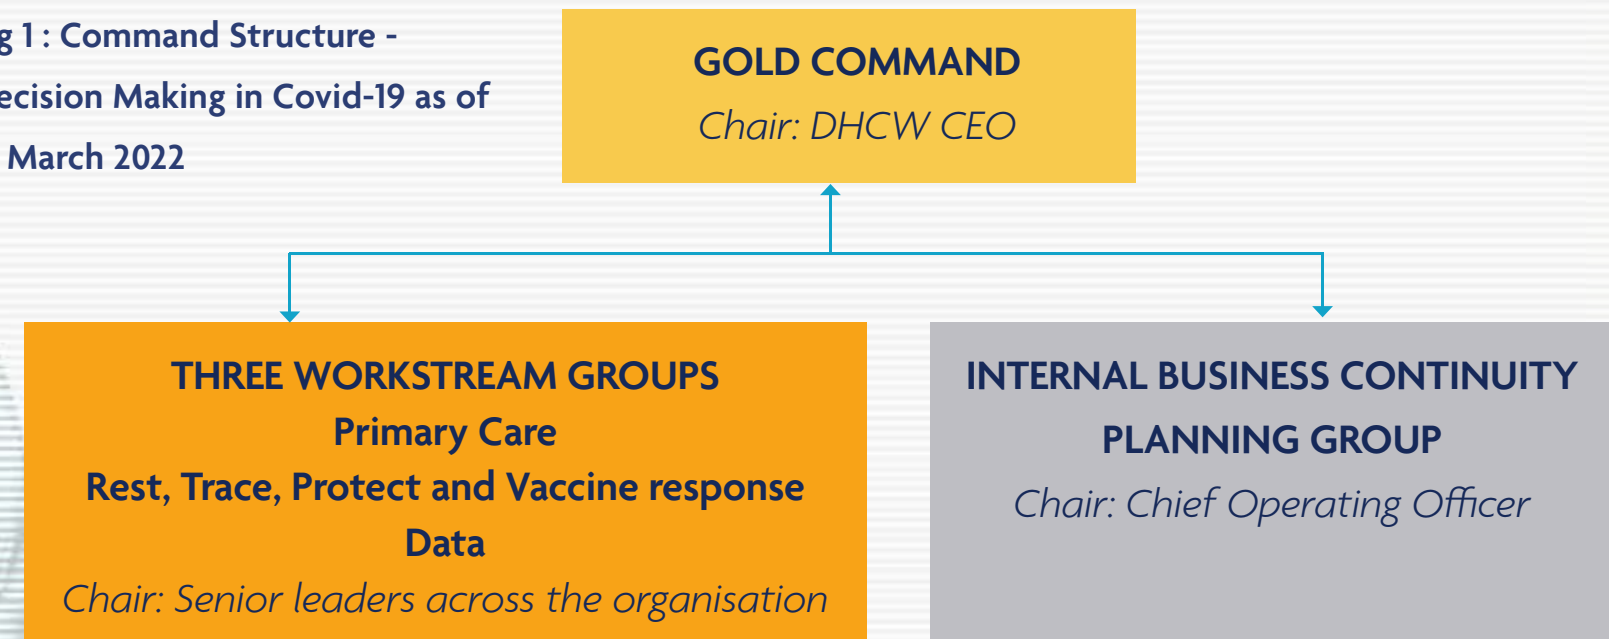 g 1: Command Structure -
ecision Making in Covid-19 as of
March 2022
GOLD COMMAND
Chair: DHCW CEO
THREE WORKSTREAM GROUPS
Primary Care
Rest, Trace, Protect and Vaccine response
Data
Chair: Senior leaders across the organisation
INTERNAL BUSINESS CONTINUITY
PLANNING GROUP
Chair: Chief Operating Officer